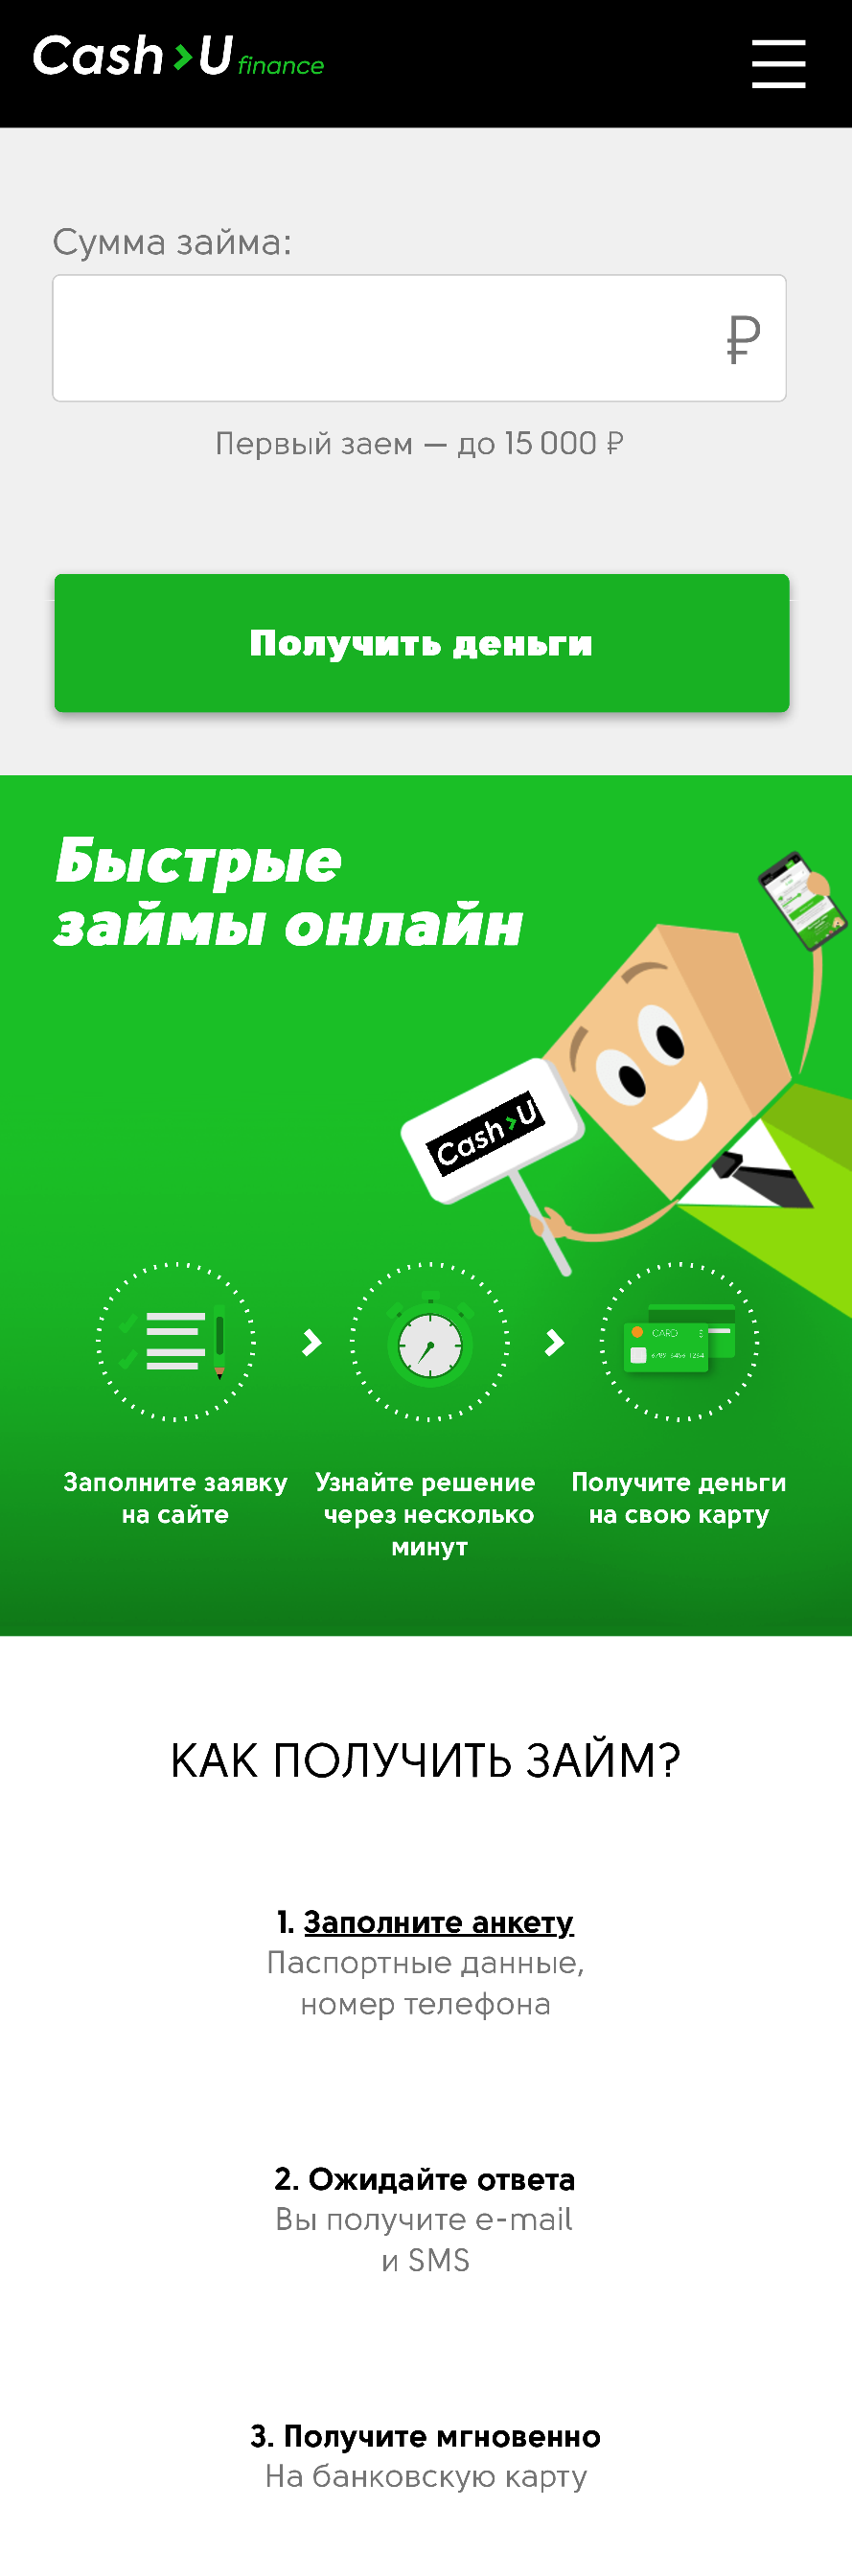 Cash U finance
Сумма займа:
₽
Первый заем — до 15 000 ₽
Получить деньги
Быстрые
займы онлайн
Cash U
CARD
Заполните заявку
на сайте
Узнайте решение
через несколько
минут
Получите деньги
на свою карту
КАК ПОЛУЧИТЬ ЗАЙМ?
1. Заполните анкету
Паспортные данные,
номер телефона
2. Ожидайте ответа
Вы получите e-mail
и SMS
3. Получите мгновенно
На банковскую карту